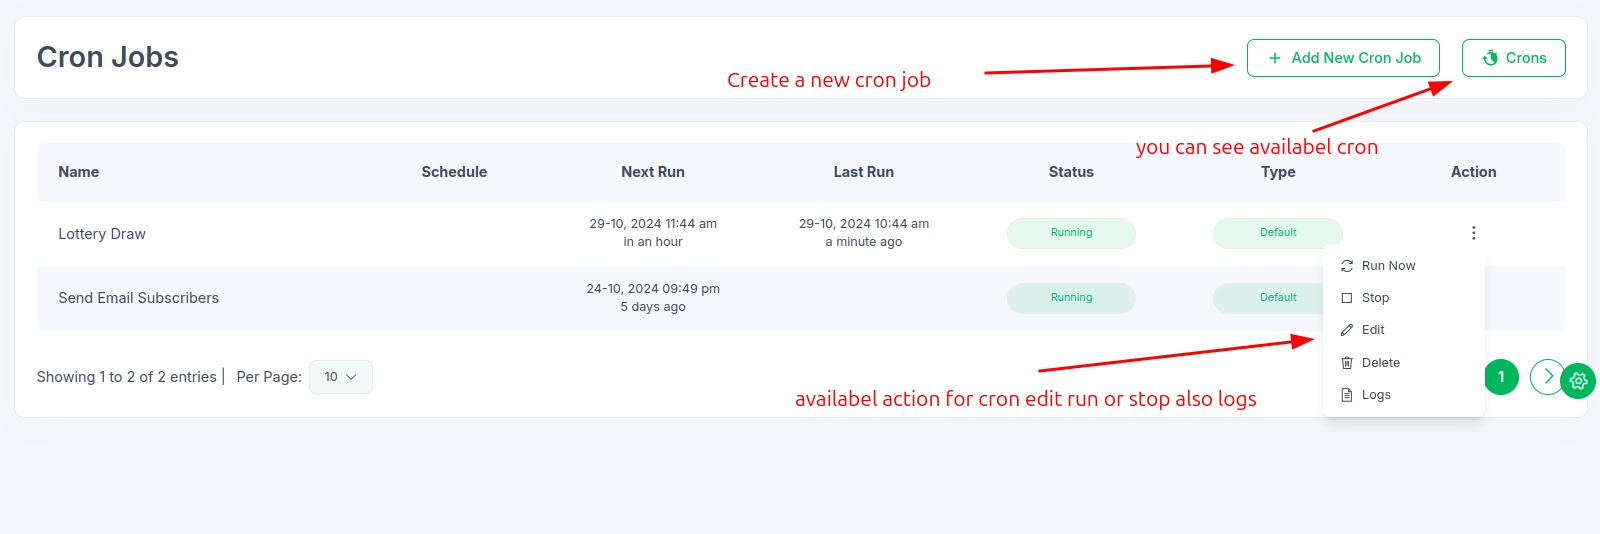 Cron Jobs
Create a new cron job
Add New Cron Job
Crons
you can see availabel cron
Name Schedule Next Run Last Run Status Type Action
Lottery Draw 29-10, 2024 11:44 am 29-10, 2024 10:44 am Running Default
in an hour a minute ago
Run Now
Send Email Subscribers 24-10, 2024 09:49 pm Running Default Stop
5 days ago
Edit
Delete
Showing 1 to 2 of 2 entries | Per Page: 10 1
availabel action for cron edit run or stop also logs
Logs